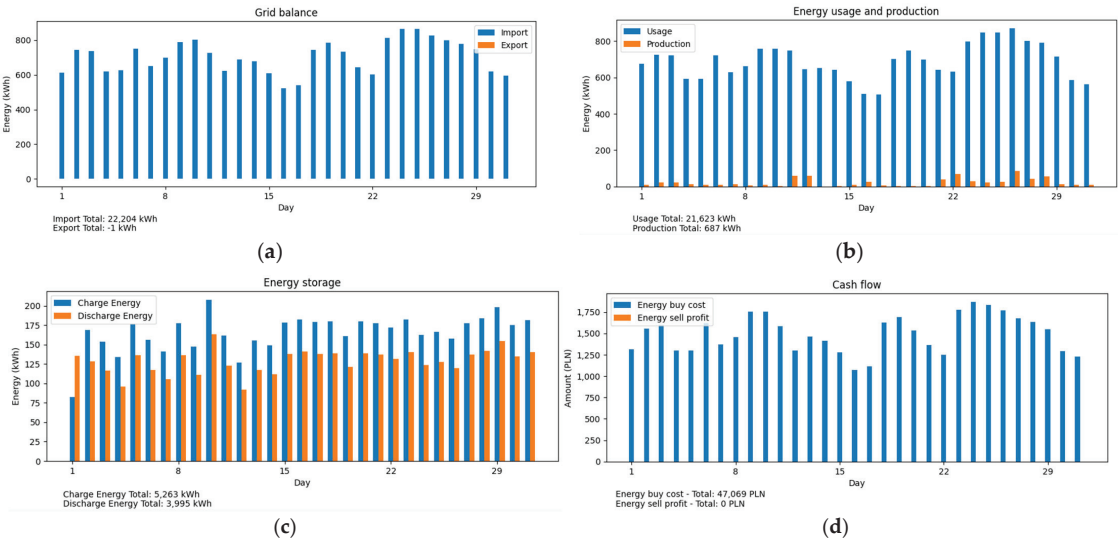 Grid balance
Import
Export
Energy (kWh)
800
600
400
200
0
1
8
15
22
29
Day
Import Total: 22,204 kWh
Export Total: -1 kWh
(a)
Energy usage and production
Usage
Production
Energy (kWh)
800
600
400
200
0
1
8
15
22
29
Day
Usage Total: 21,623 kWh
Production Total: 687 kWh
(b)
Energy storage
Charge Energy
Discharge Energy
Energy (kWh)
200
175
150
125
100
75
50
25
0
1
8
15
22
29
Day
Charge Energy Total: 5,263 kWh
Discharge Energy Total: 3,995 kWh
(c)
Cash flow
Energy buy cost
Energy sell profit
Amount (PLN)
1,750
1,500
1,250
1,000
750
500
250
0
1
8
15
22
29
Day
Energy buy cost - Total: 47,069 PLN
Energy sell profit - Total: 0 PLN
(d)